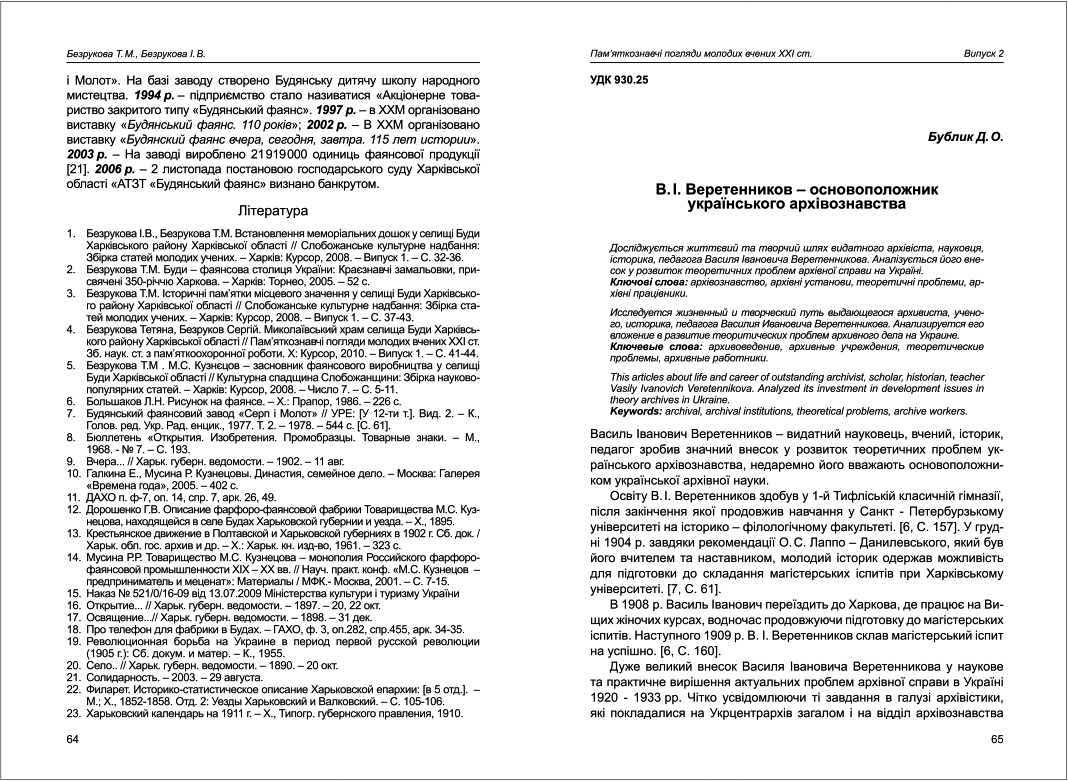 Безрукова Т. М., Безрукова І. В.
і Молот». На базі заводу створено Будянську дитячу школу народного
мистецтва. 1994 р. – підприємство стало називатися «Акціонерне това-
риство закритого типу «Будянський фаянс». 1997 р. – в ХХМ організовано
виставку «Будянський фаянс. 110 років»; 2002 р. – В ХХМ організовано
виставку «Будянский фаянс вчера, сегодня, завтра. 115 лет истории».
2003 р. – На заводі вироблено 21 919 000 одиниць фаянсової продукції
[21]. 2006 р. – 2 листопада постановою господарського суду Харківської
області «АТЗТ «Будянський фаянс» визнано банкрутом.
Література
1. Безрукова І.В., Безрукова Т.М. Встановлення меморіальних дошок у селищі Буди
Харківського району Харківської області // Слобожанське культурне надбання:
Збірка статей молодих учених. – Харків: Курсор, 2008. – Випуск 1. – С. 32-36.
2. Безрукова Т.М. Буди – фаянсова столиця України: Краєзнавчі замальовки, при-
свячені 350-річчю Харкова. – Харків: Торнео, 2005. – 52 с.
3. Безрукова Т.М. Історичні пам'ятки місцевого значення у селищі Буди Харківсько-
го району Харківської області // Слобожанське культурне надбання: Збірка ста-
тей молодих учених. – Харків: Курсор, 2008. – Випуск 1. – С. 37-43.
4. Безрукова Тетяна, Безруков Сергій. Миколаївський храм селища Буди Харківсь-
кого району Харківської області // Пам'яткознавчі погляди молодих вчених ХХІ ст.
Зб. наук. ст. з пам'яткоохоронної роботи. Х: Курсор, 2010. – Випуск 1. – С. 41-44.
5. Безрукова Т.М . М.С. Кузнєцов – засновник фаянсового виробництва у селищі
Буди Харківської області // Культурна спадщина Слобожанщини: Збірка науково-
популярних статей. – Харків: Курсор, 2008. – Число 7. – С. 5-11.
6. Большаков Л.Н. Рисунок на фаянсе. – Х.: Прапор, 1986. – 226 с.
7. Будянський фаянсовий завод «Серп і Молот» // УРЕ: [У 12-ти т.]. Вид. 2. – К.,
Голов. ред. Укр. Рад. енцик., 1977. Т. 2. – 1978. – 544 с. [С. 61].
8. Бюллетень «Открытия. Изобретения. Промобразцы. Товарные знаки. – М.,
1968. - № 7. – С. 193.
9. Вчера... // Харьк. губерн. ведомости. – 1902. – 11 авг.
10. Галкина Е., Мусина Р. Кузнецовы. Династия, семейное дело. – Москва: Галерея
«Времена года», 2005. – 402 с.
11. ДАХО п. ф-7, оп. 14, спр. 7, арк. 26, 49.
12. Дорошенко Г.В. Описание фарфоро-фаянсовой фабрики Товарищества М.С. Куз-
нецова, находящейся в селе Будах Харьковской губернии и уезда. – Х., 1895.
13. Крестьянское движение в Полтавской и Харьковской губерниях в 1902 г. Сб. док. /
Харьк. обл. гос. архив и др. – Х.: Харьк. кн. изд-во, 1961. – 323 с.
14. Мусина Р.Р. Товарищество М.С. Кузнецова – монополия Российского фарфоро-
фаянсовой промышленности ХІХ – ХХ вв. // Науч. практ. конф. «М.С. Кузнецов –
предприниматель и меценат»: Материалы / МФК.- Москва, 2001. – С. 7-15.
15. Наказ № 521/0/16-09 від 13.07.2009 Міністерства культури і туризму України
16. Открытие... // Харьк. губерн. ведомости. – 1897. – 20, 22 окт.
17. Освящение...// Харьк. губерн. ведомости. – 1898. – 31 дек.
18. Про телефон для фабрики в Будах. – ГАХО, ф. 3, оп.282, спр.455, арк. 34-35.
19. Революционная борьба на Украине в период первой русской революции
(1905 г.): Сб. докум. и матер. – К., 1955.
20. Село.. // Харьк. губерн. ведомости. – 1890. – 20 окт.
21. Солидарность. – 2003. – 29 августа.
22. Филарет. Историко-статистическое описание Харьковской епархии: [в 5 отд.]. –
М.; Х., 1852-1858. Отд. 2: Уезды Харьковский и Валковский. – С. 105-106.
23. Харьковский календарь на 1911 г. – Х., Типогр. губернского правления, 1910.
64
Пам'яткознавчі погляди молодих вчених ХХІ ст. Випуск 2
УДК 930.25
Бублик Д. О.
В. І. Веретенников – основоположник
українського архівознавства
Досліджується життєвий та творчий шлях видатного архівіста, науковця,
історика, педагога Василя Івановича Веретенникова. Аналізується його вне-
сок у розвиток теоретичних проблем архівної справи на Україні.
Ключові слова: архівознавство, архівні установи, теоретичні проблеми, ар-
хівні працівники.
Исследуется жизненный и творческий путь выдающегося архивиста, учено-
го, историка, педагога Василия Ивановича Веретенникова. Анализируется его
вложение в развитие теоритических проблем архивного дела на Украине.
Ключевые слова: архивоведение, архивные учреждения, теоретические
проблемы, архивные работники.
This articles about life and career of outstanding archivist, scholar, historian, teacher
Vasily Ivanovich Veretennikova. Analyzed its investment in development issues in
theory archives in Ukraine.
Keywords: archival, archival institutions, theoretical problems, archive workers.
Василь Іванович Веретенников – видатний науковець, вчений, історик,
педагог зробив значний внесок у розвиток теоретичних проблем ук-
раїнського архівознавства, недаремно його вважають основоположни-
ком української архівної науки.
Освіту В. І. Веретенников здобув у 1-й Тифліській класичній гімназії,
після закінчення якої продовжив навчання у Санкт - Петербурзькому
університеті на історико – філологічному факультеті. [6, С. 157]. У груд-
ні 1904 р. завдяки рекомендації О. С. Лаппо – Данилевського, який був
його вчителем та наставником, молодий історик одержав можливість
для підготовки до складання магістерських іспитів при Харківському
університеті. [7, С. 61].
В 1908 р. Василь Іванович переїздить до Харкова, де працює на Ви-
щих жіночих курсах, водночас продовжуючи підготовку до магістерських
іспитів. Наступного 1909 р. В. І. Веретенников склав магістерський іспит
на успішно. [6, С. 160].
Дуже великий внесок Василя Івановича Веретенникова у наукове
та практичне вирішення актуальних проблем архівної справи в Україні
1920 - 1933 рр. Чітко усвідомлюючи ті завдання в галузі архівістики,
які покладалися на Укрцентрархів загалом і на відділ архівознавства
65